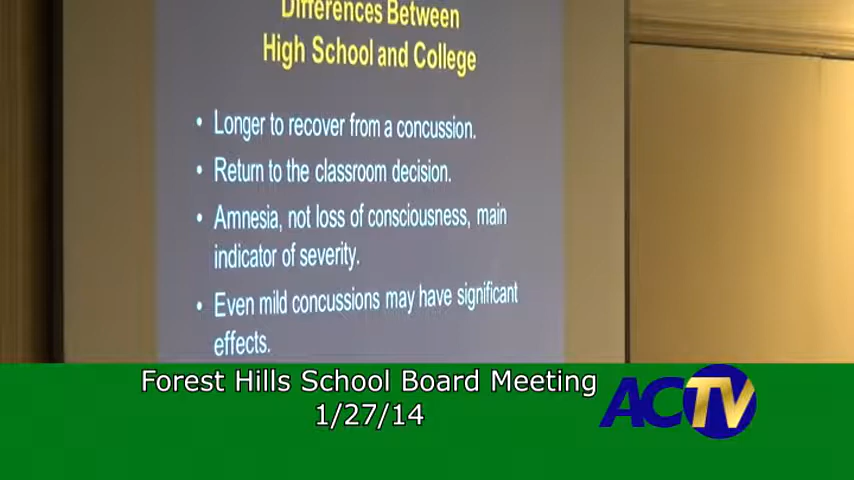 Differences Between
High School and College
• Longer to recover from a concussion.
• Return to the classroom decision.
• Amnesia, not loss of consciousness, main
indicator of severity.
• Even mild concussions may have significant
effects.
Forest Hills School Board Meeting
1/27/14
ACTV